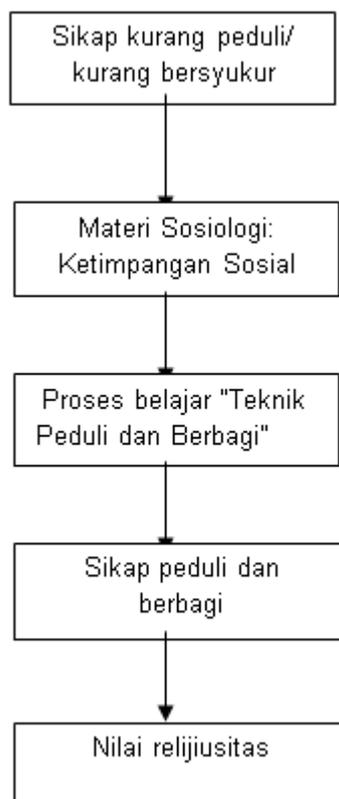 Sikap kurang peduli/
kurang bersyukur
Materi Sosiologi:
Ketimpangan Sosial
Proses belajar "Teknik
Peduli dan Berbagi"
Sikap peduli dan
berbagi
Nilai relijiusitas